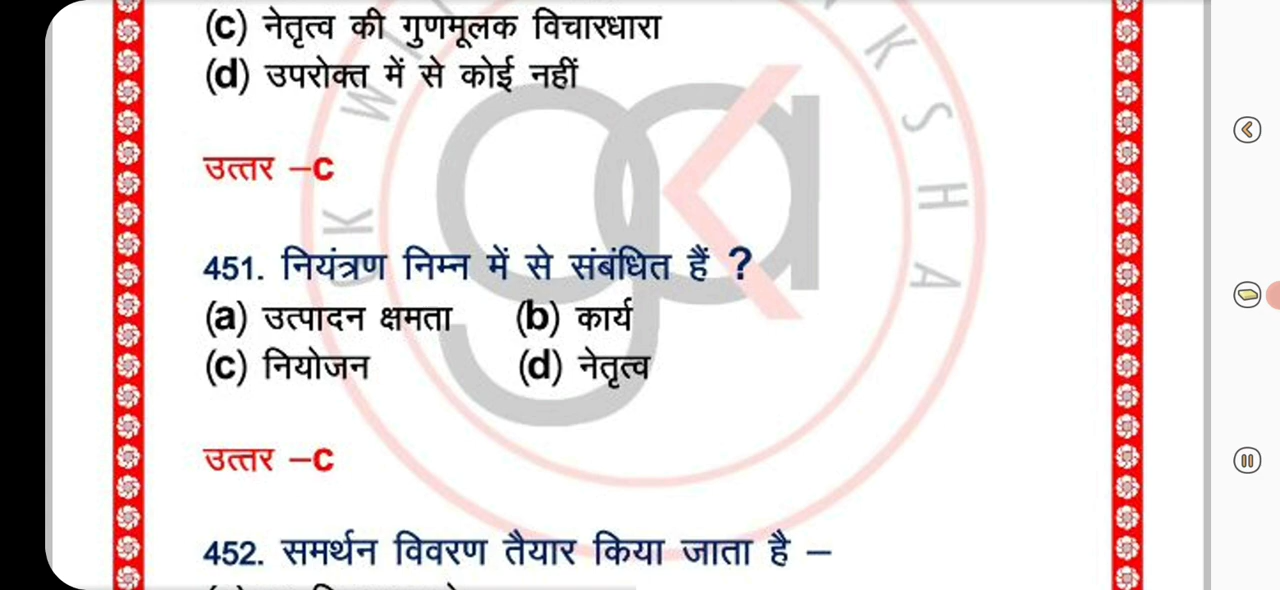 (c) नेतृत्व की गुणमूलक विचारधारा
(d) उपरोक्त में से कोई नहीं
उत्तर –c
451. नियंत्रण निम्न में से संबंधित हैं ?
(a) उत्पादन क्षमता (b) कार्य
(c) नियोजन (d) नेतृत्व
उत्तर –c
452. समर्थन विवरण तैयार किया जाता है –